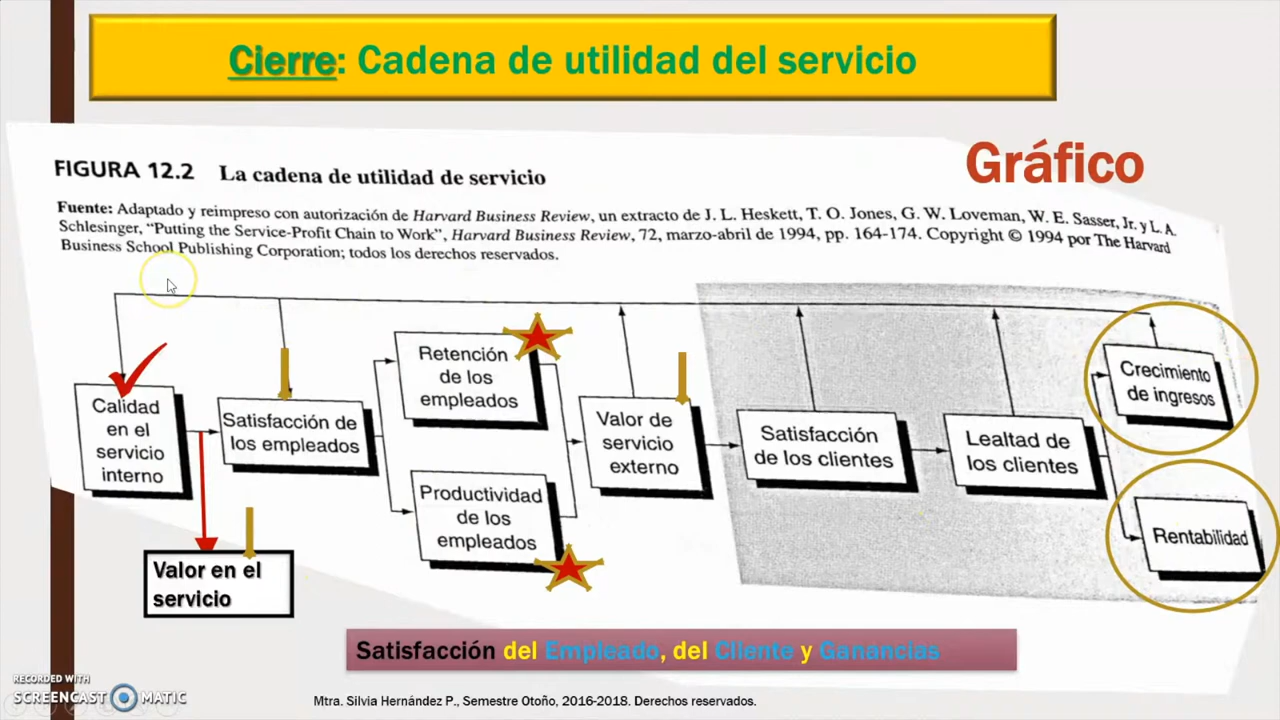 Cierre: Cadena de utilidad del servicio
Gráfico
FIGURA 12.2 La cadena de utilidad de servicio
Fuente: Adaptado y reimpreso con autorización de Harvard Business Review, un extracto de J. L. Heskett, T. O. Jones, G. W. Loveman, W. E. Sasser, Jr. y L. A.
Schlesinger, "Putting the Service-Profit Chain to Work", Harvard Business Review, 72, marzo-abril de 1994, pp. 164-174. Copyright © 1994 por The Harvard
Business School Publishing Corporation; todos los derechos reservados.
Calidad
en el
servicio
interno
Satisfacción de
los empleados
Retención
de los
empleados
Productividad
de los
empleados
Valor de
servicio
externo
Satisfacción
de los clientes
Lealtad de
los clientes
Crecimiento
de ingresos
Rentabilidad
Valor en el
servicio
Satisfacción del Empleado, del Cliente y Ganancias
RECORDED WITH
SCREENCAST MATIC
Mtra. Silvia Hernández P., Semestre Otoño, 2016-2018. Derechos reservados.